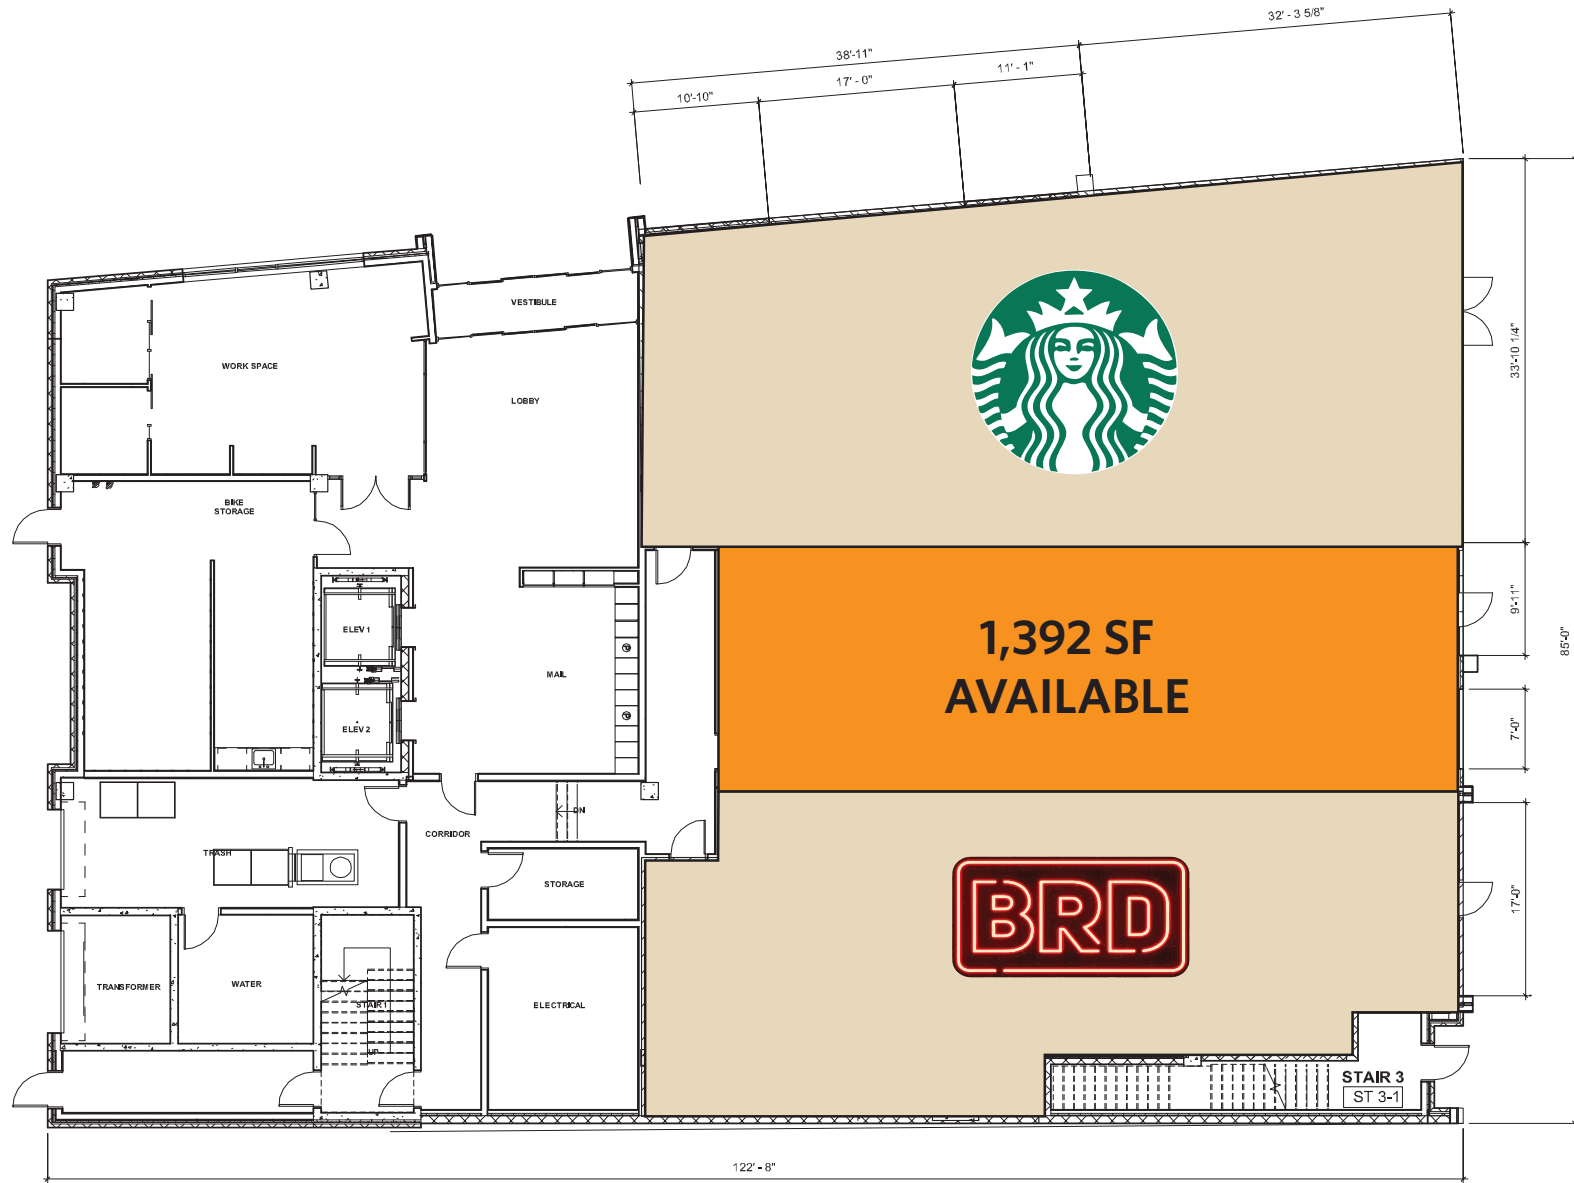 32' - 3 5/8"
38'-11"
11' - 1"
17' - 0"
10'-10"
VESTIBULE
WORK SPACE
LOBBY
33'-10 1/4"
BIKE
STORAGE
9'-11"
ELEV 1
1,392 SF
AVAILABLE
85'-0"
MAIL
ELEV 2
7'-0"
DN
CORRIDOR
TRASH
STORAGE
BRD
17'-0"
TRANSFORMER
WATER
STAIR 1
ELECTRICAL
UP
STAIR 3
ST 3-1
122' - 8"